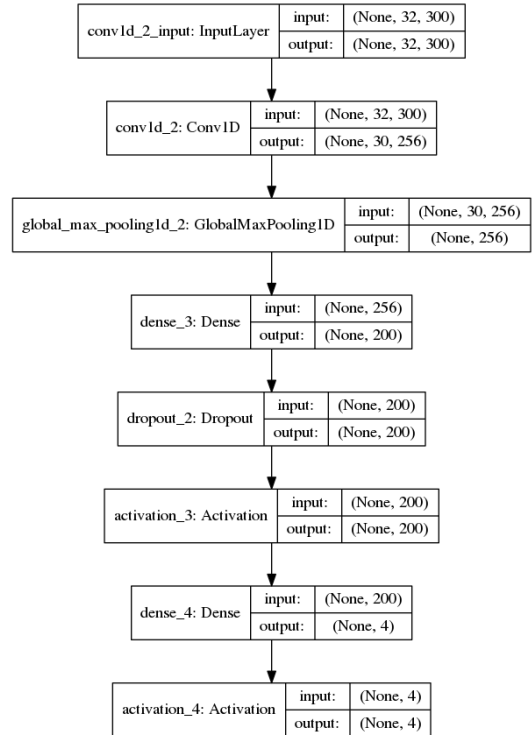 conv1d_2_input: InputLayer
input: (None, 32, 300)
output: (None, 32, 300)
conv1d_2: Conv1D
input: (None, 32, 300)
output: (None, 30, 256)
global_max_pooling1d_2: GlobalMaxPooling1D
input: (None, 30, 256)
output: (None, 256)
dense_3: Dense
input: (None, 256)
output: (None, 200)
dropout_2: Dropout
input: (None, 200)
output: (None, 200)
activation_3: Activation
input: (None, 200)
output: (None, 200)
dense_4: Dense
input: (None, 200)
output: (None, 4)
activation_4: Activation
input: (None, 4)
output: (None, 4)